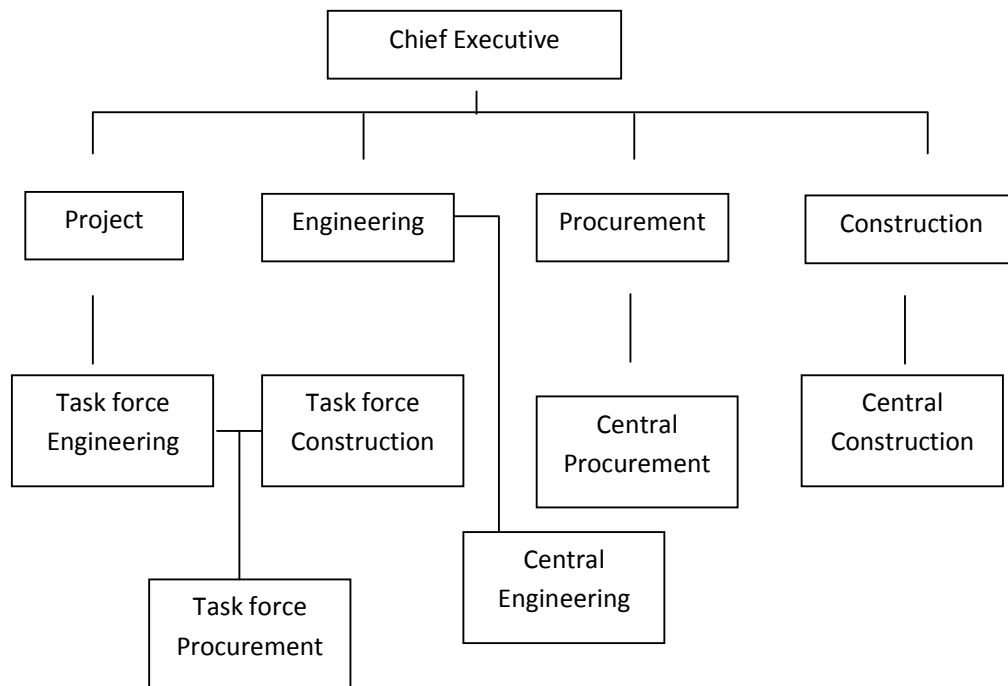 Chief Executive
Project
Engineering
Procurement
Construction
Task force
Engineering
Task force
Construction
Central
Procurement
Central
Construction
Central
Engineering
Task force
Procurement